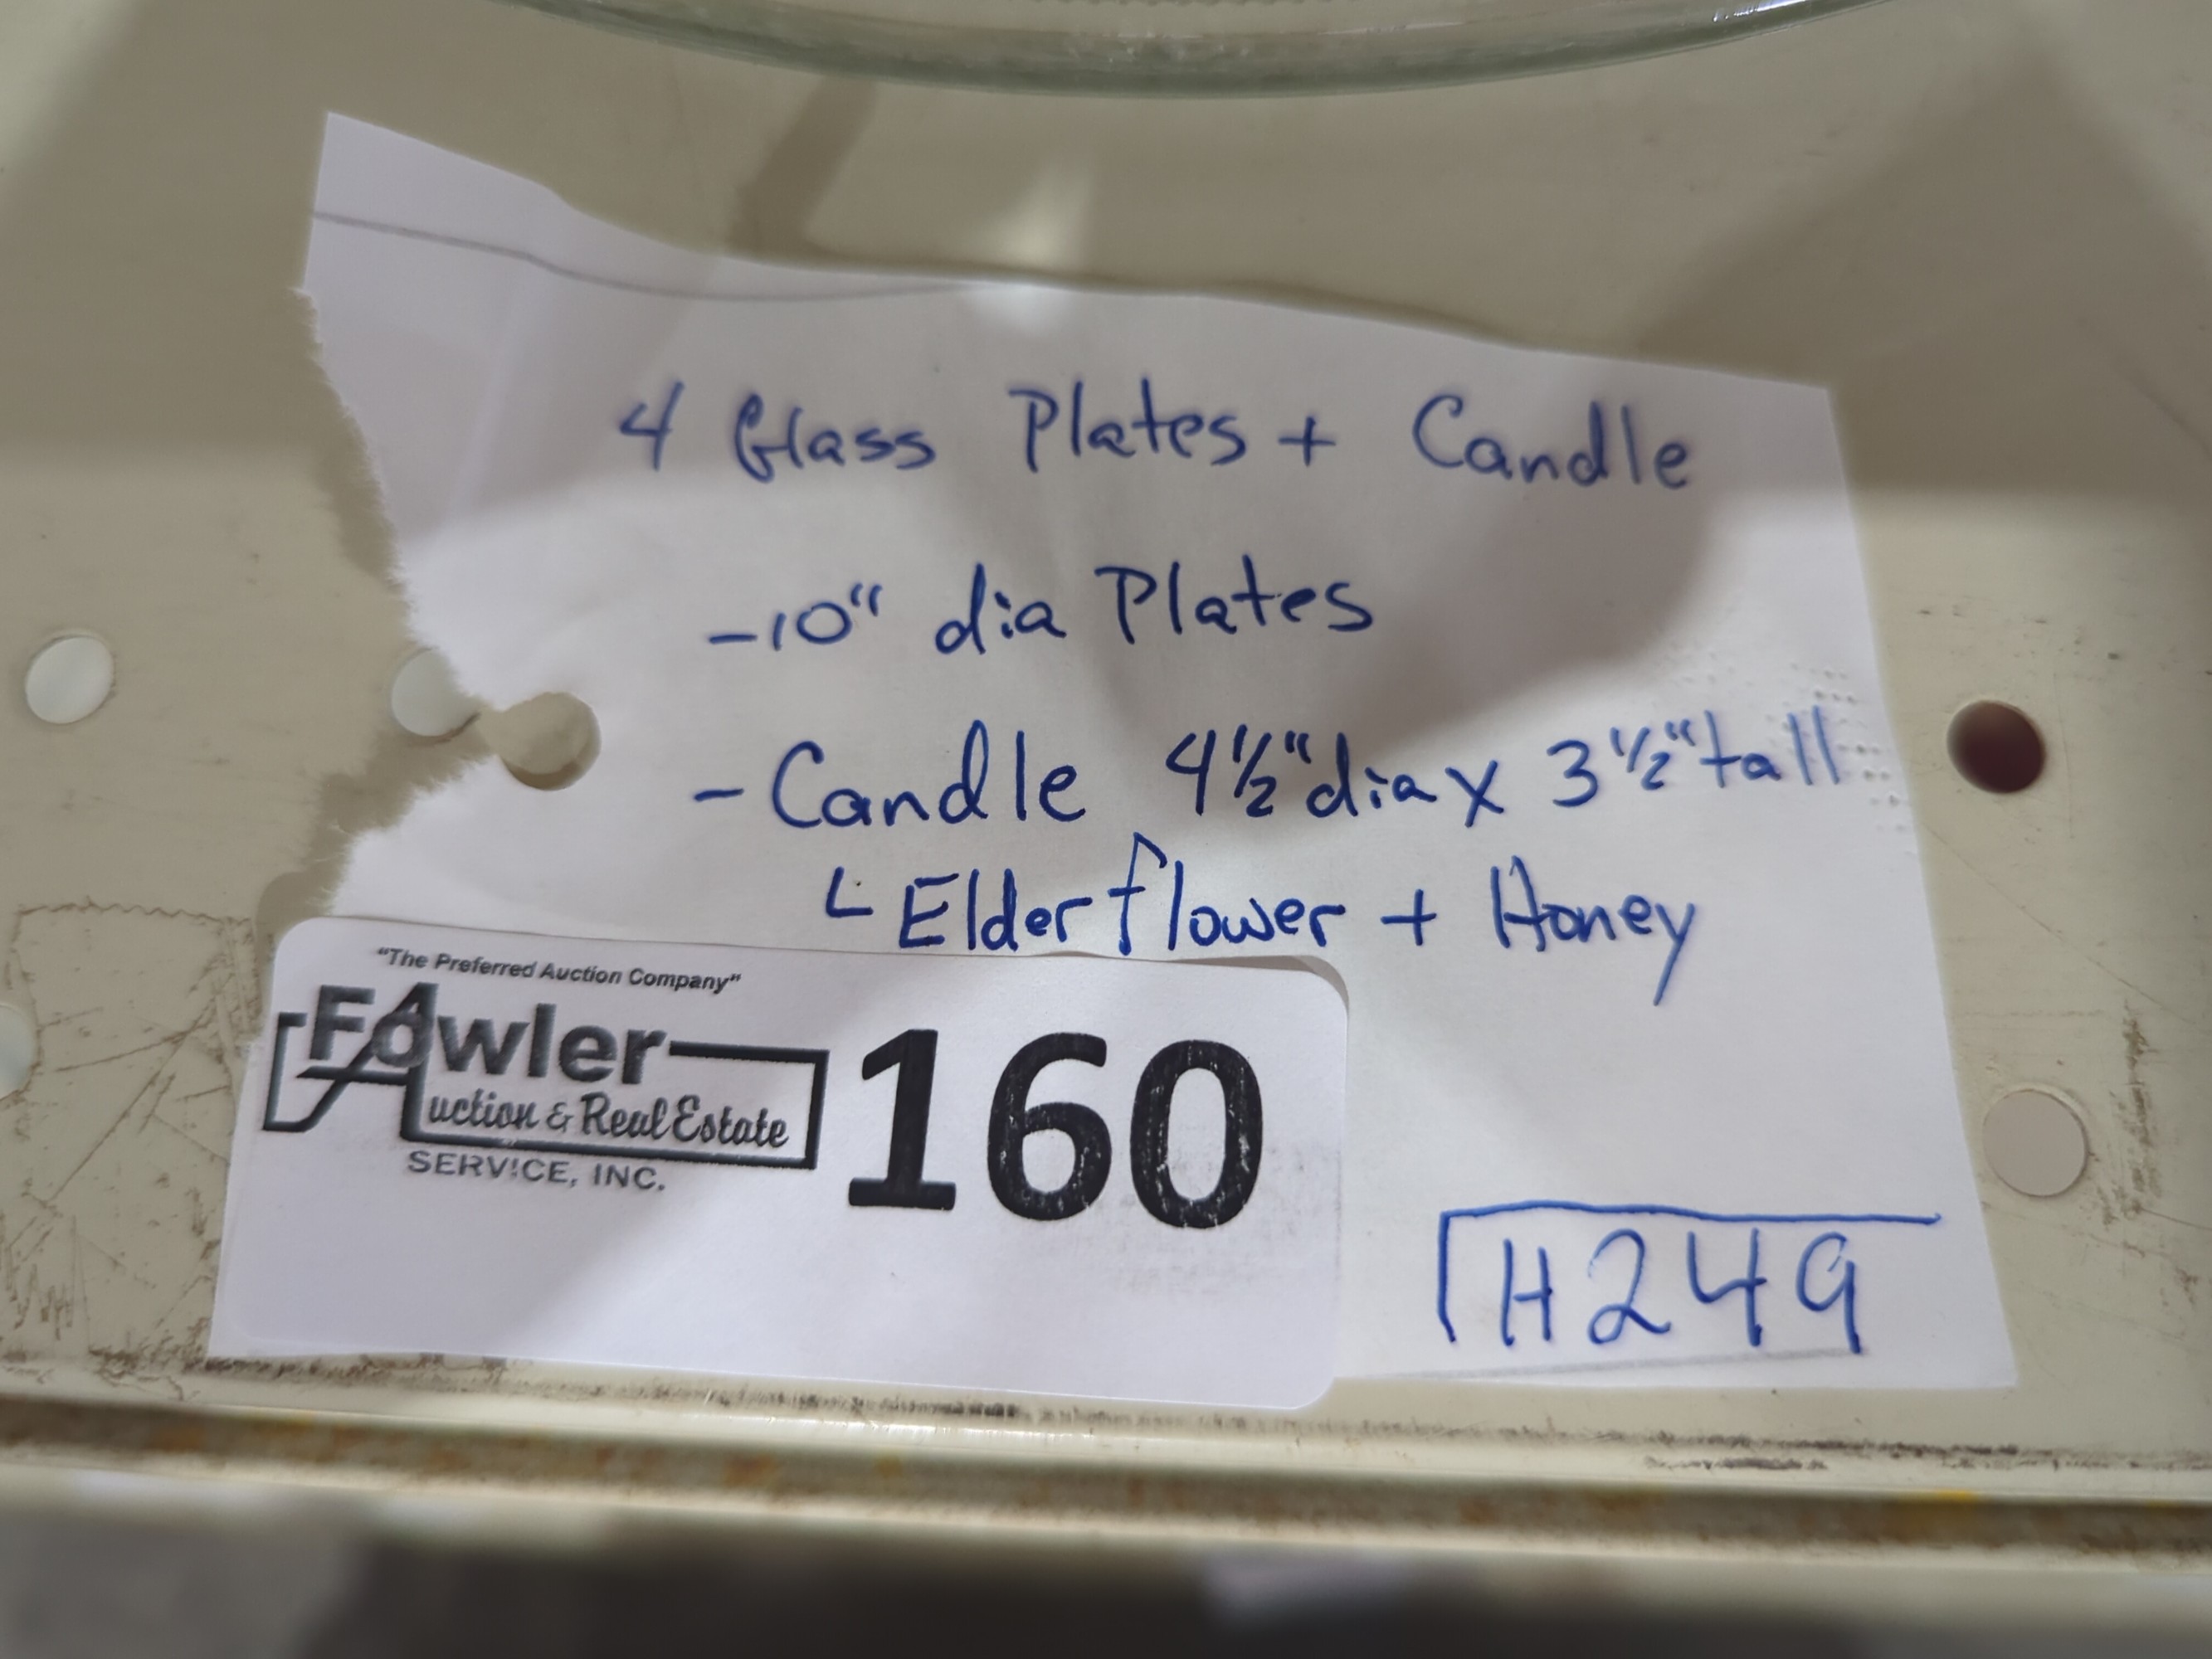 4 Glass Plates + Candle
-10" dia Plates
- Candle 4½" dia x 3½" tall
└ Elderflower + Honey
"The Preferred Auction Company"
Fowler
Auction & Real Estate
SERVICE, INC.
160
H249